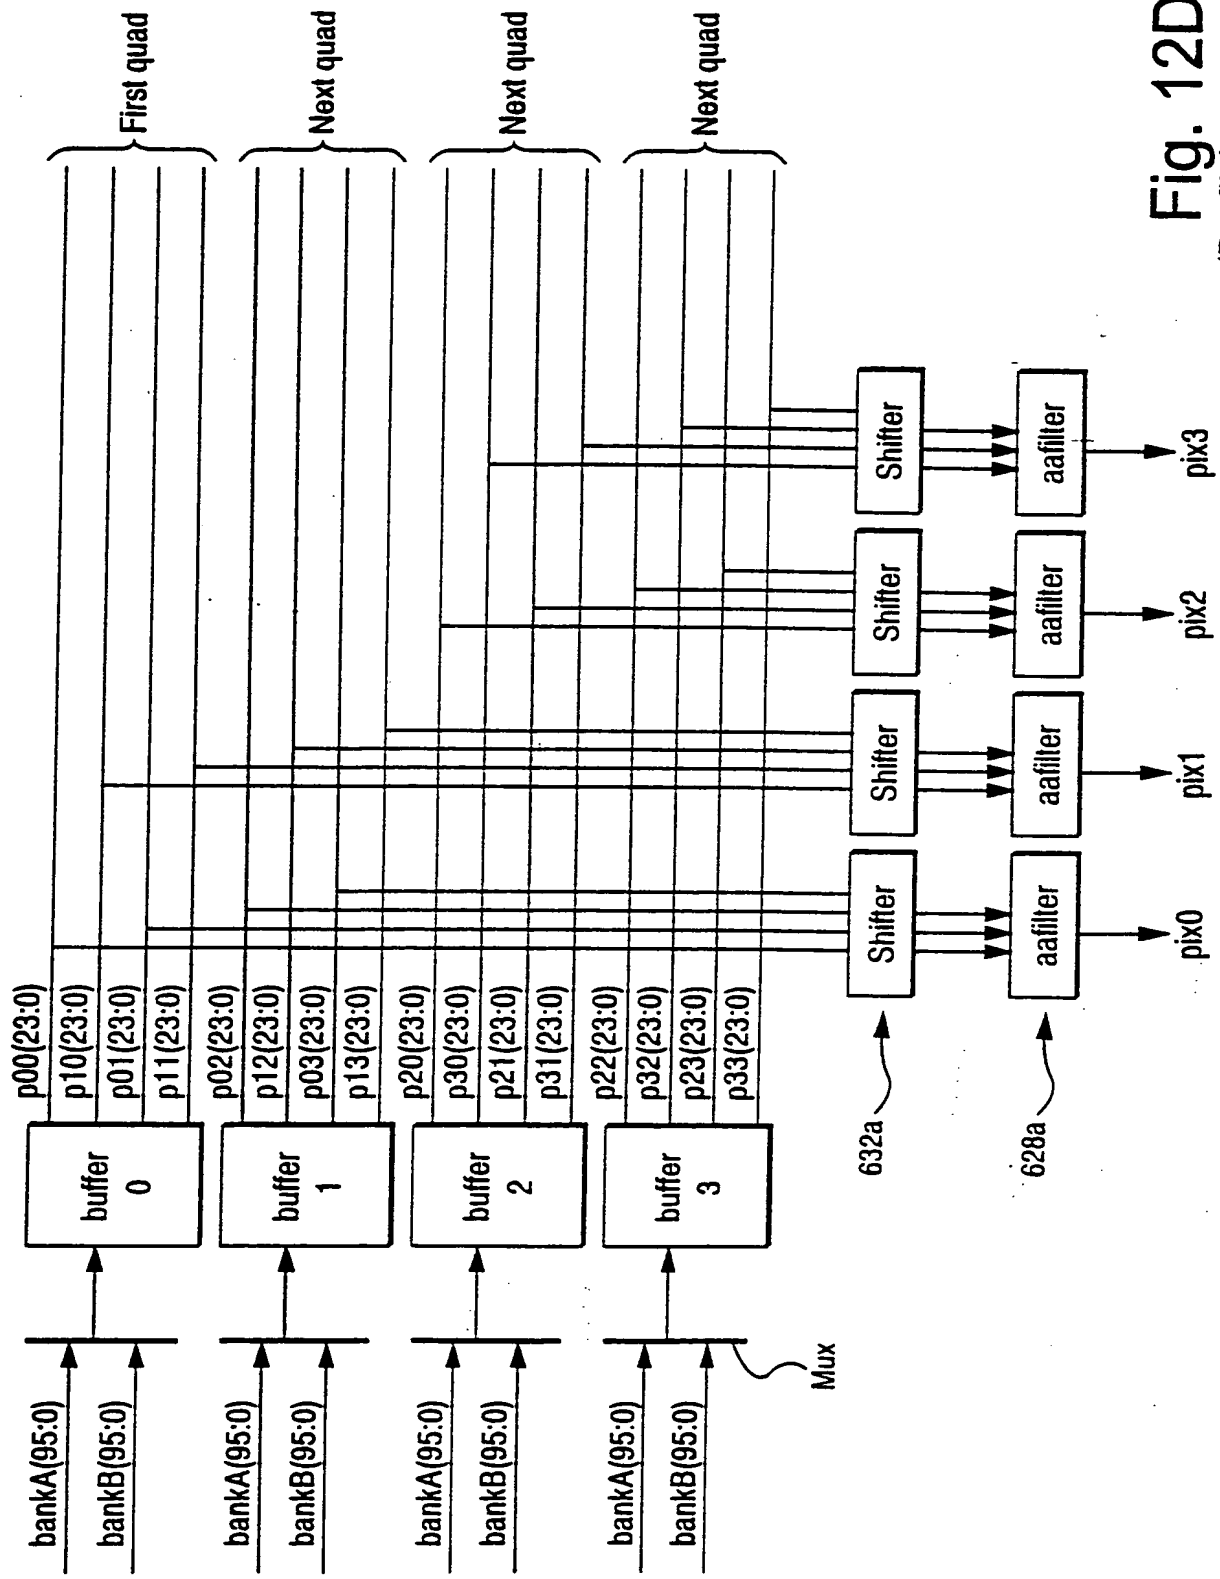 bankA(95:0)
bankB(95:0)
buffer
0
p00(23:0)
p10(23:0)
p01(23:0)
p11(23:0)
First quad
bankA(95:0)
bankB(95:0)
buffer
1
p02(23:0)
p12(23:0)
p03(23:0)
p13(23:0)
Next quad
bankA(95:0)
bankB(95:0)
buffer
2
p20(23:0)
p30(23:0)
p21(23:0)
p31(23:0)
Next quad
bankA(95:0)
bankB(95:0)
Mux
buffer
3
p22(23:0)
p32(23:0)
p23(23:0)
p33(23:0)
Next quad
632a
Shifter
Shifter
Shifter
Shifter
628a
aafilter
aafilter
aafilter
aafilter
pix0
pix1
pix2
pix3
Fig. 12D